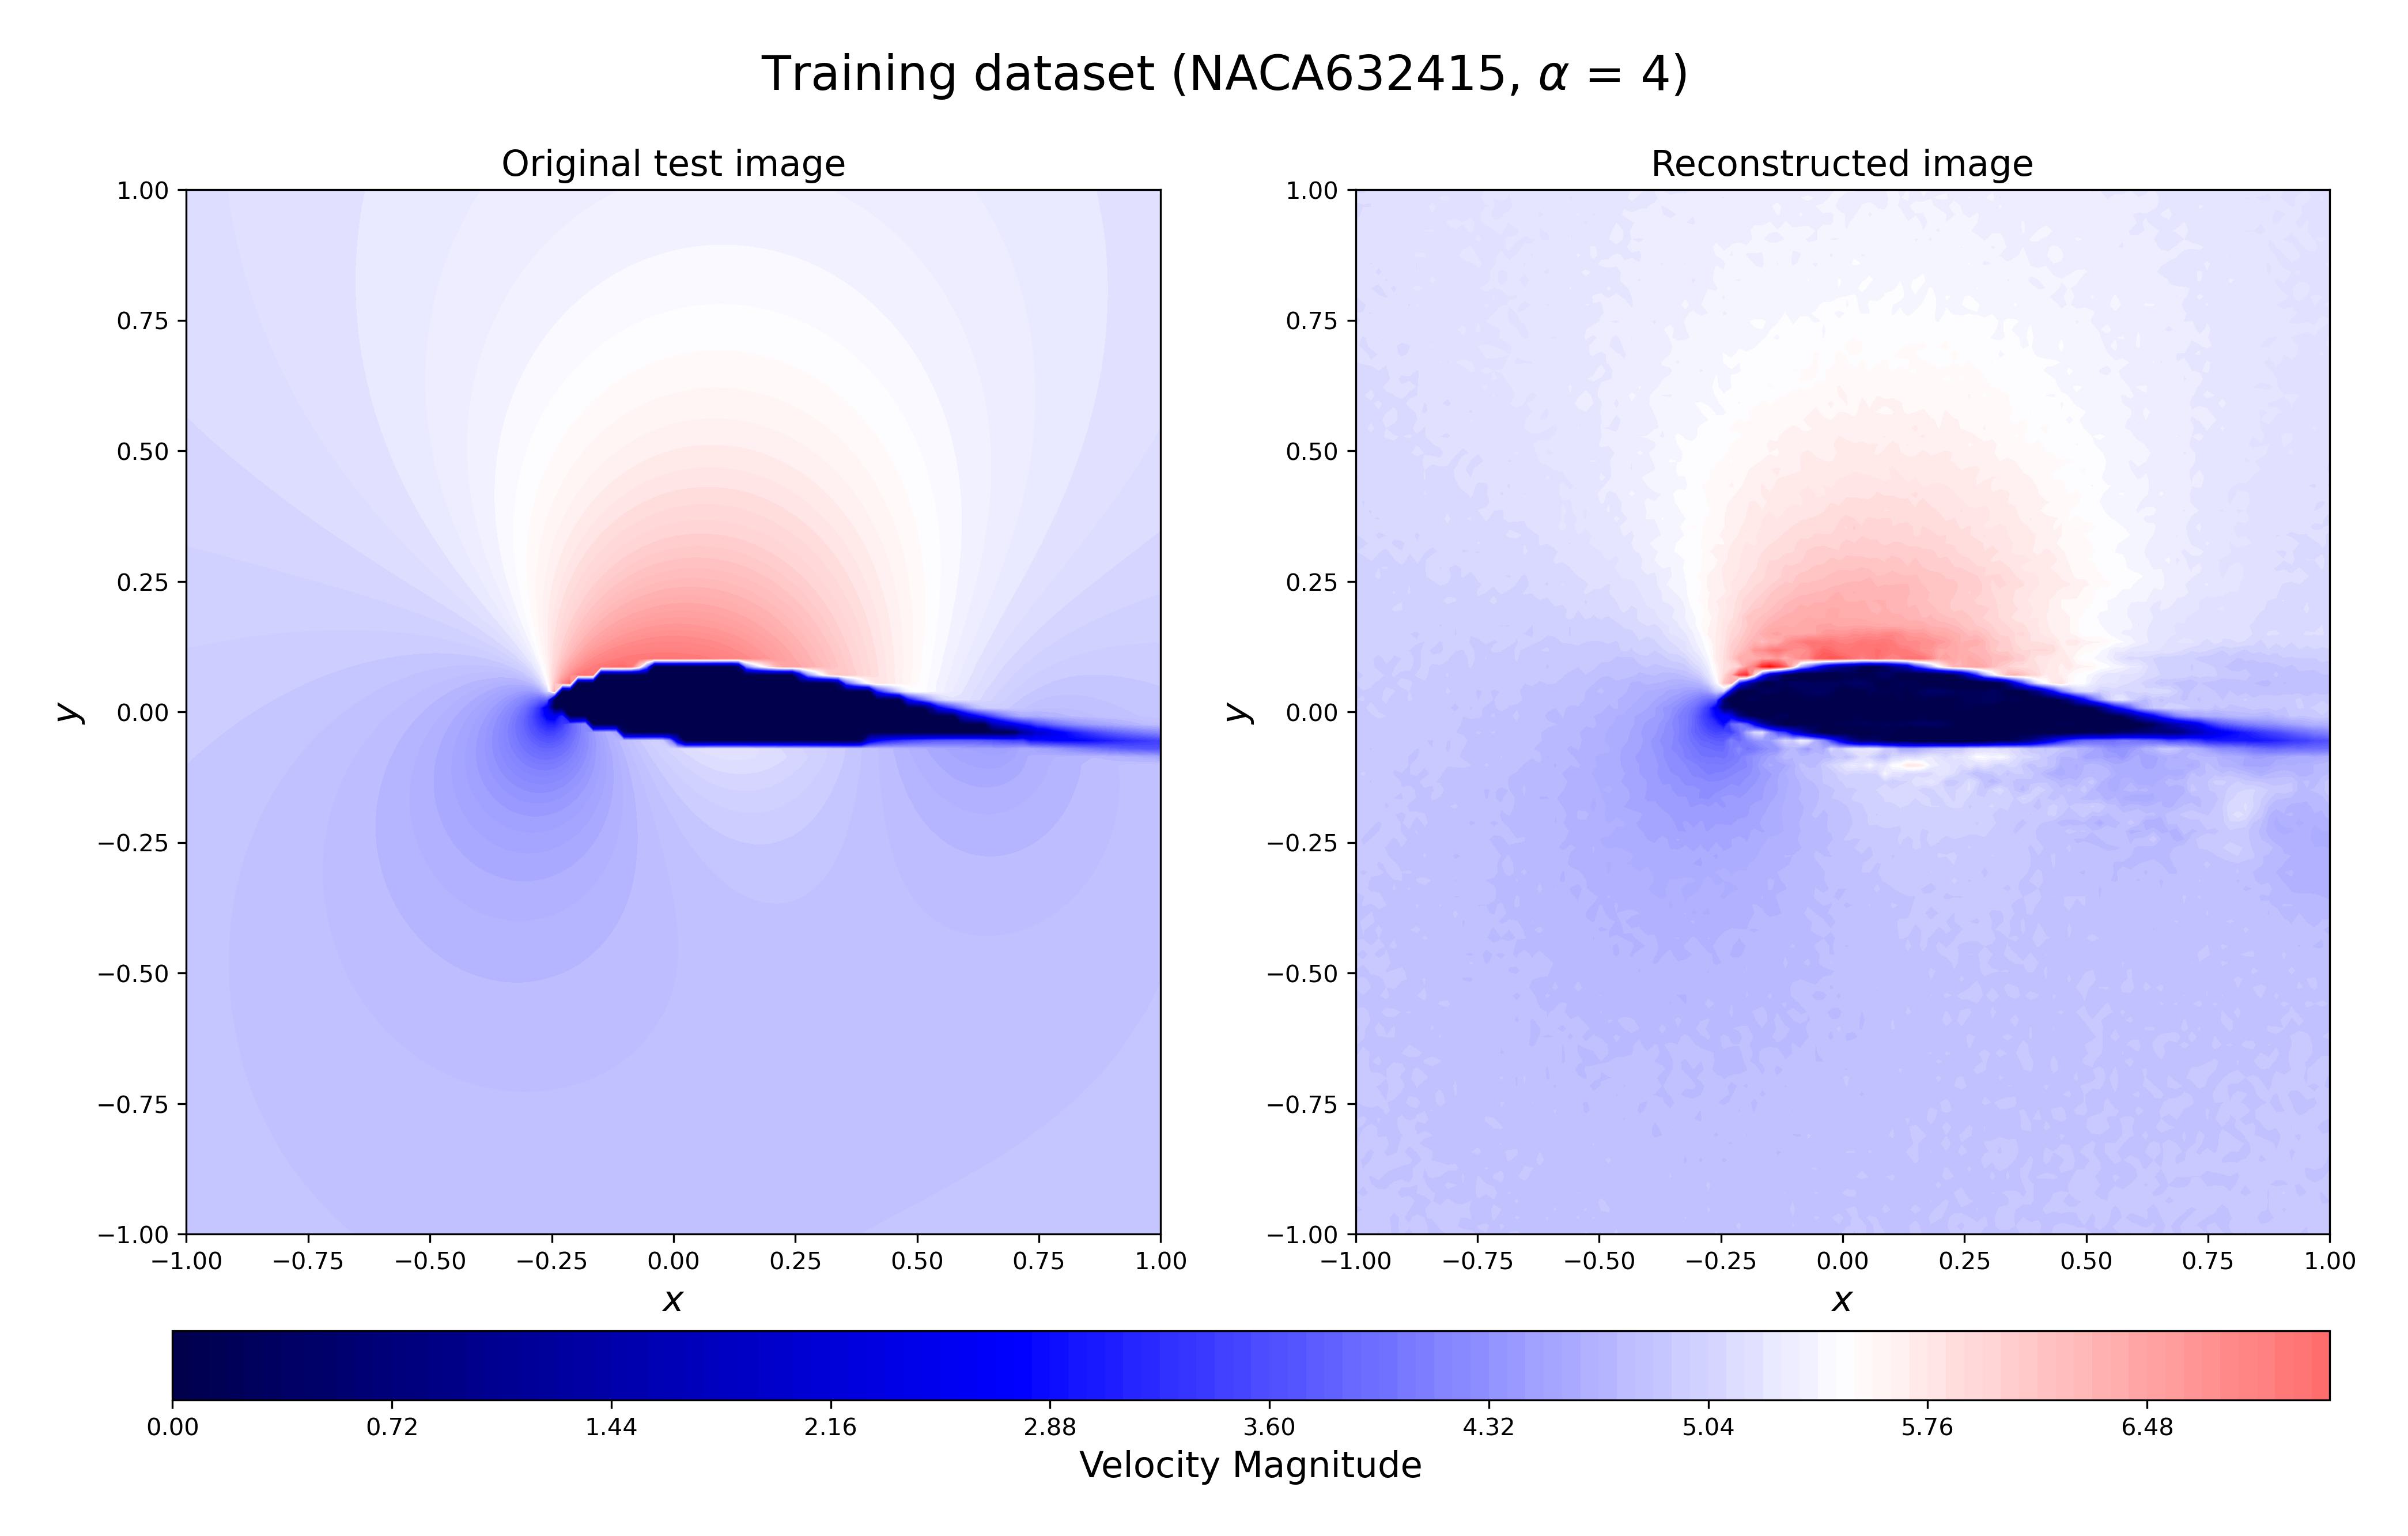 Training dataset (NACA632415, α = 4)
Original test image
Reconstructed image
1.00
0.75
0.50
0.25
0.00
−0.25
−0.50
−0.75
−1.00
y
−1.00 −0.75 −0.50 −0.25 0.00 0.25 0.50 0.75 1.00
x
1.00
0.75
0.50
0.25
0.00
−0.25
−0.50
−0.75
−1.00
y
−1.00 −0.75 −0.50 −0.25 0.00 0.25 0.50 0.75 1.00
x
0.00 0.72 1.44 2.16 2.88 3.60 4.32 5.04 5.76 6.48
Velocity Magnitude